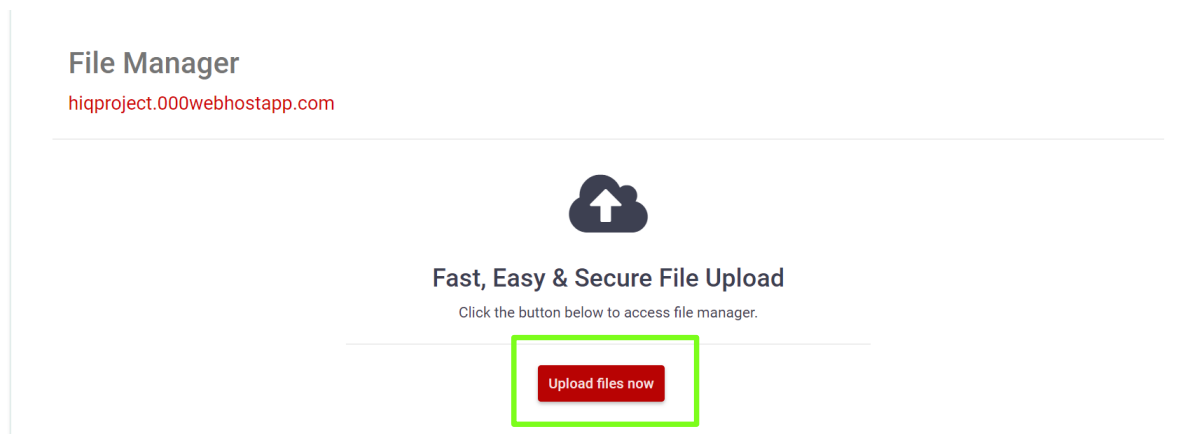 File Manager
hiqproject.000webhostapp.com
Fast, Easy & Secure File Upload
Click the button below to access file manager.
Upload files now